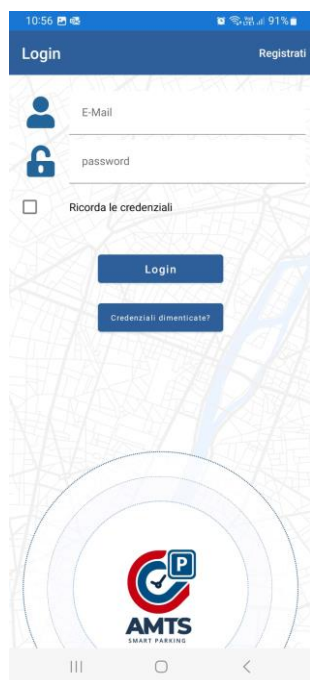 10:56 91%
Login Registrati
E-Mail
password
Ricorda le credenziali
Login
Credenziali dimenticate?
P
AMTS
SMART PARKING